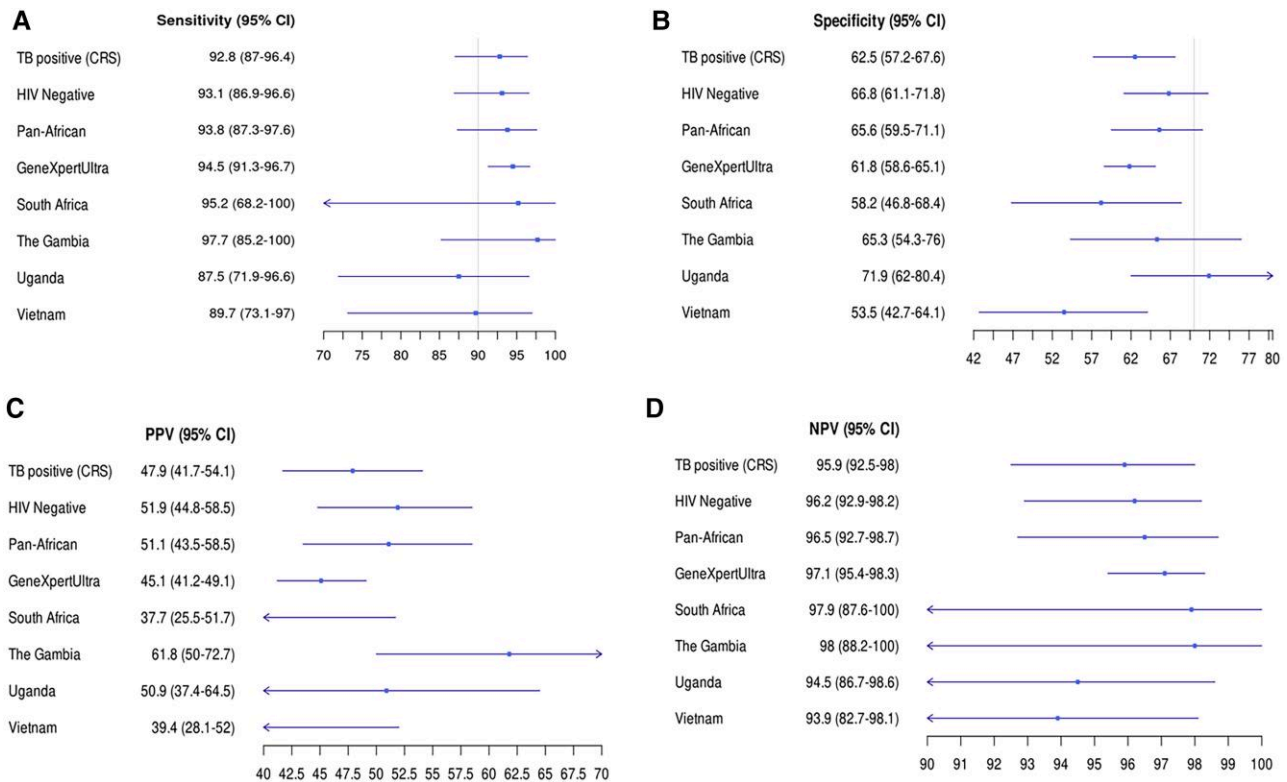 A
Sensitivity (95% CI)
TB positive (CRS) 92.8 (87-96.4)
HIV Negative 93.1 (86.9-96.6)
Pan-African 93.8 (87.3-97.6)
GeneXpertUltra 94.5 (91.3-96.7)
South Africa 95.2 (68.2-100)
The Gambia 97.7 (85.2-100)
Uganda 87.5 (71.9-96.6)
Vietnam 89.7 (73.1-97)
70 75 80 85 90 95 100
B
Specificity (95% CI)
TB positive (CRS) 62.5 (57.2-67.6)
HIV Negative 66.8 (61.1-71.8)
Pan-African 65.6 (59.5-71.1)
GeneXpertUltra 61.8 (58.6-65.1)
South Africa 58.2 (46.8-68.4)
The Gambia 65.3 (54.3-76)
Uganda 71.9 (62-80.4)
Vietnam 53.5 (42.7-64.1)
42 47 52 57 62 67 72 77 80
C
PPV (95% CI)
TB positive (CRS) 47.9 (41.7-54.1)
HIV Negative 51.9 (44.8-58.5)
Pan-African 51.1 (43.5-58.5)
GeneXpertUltra 45.1 (41.2-49.1)
South Africa 37.7 (25.5-51.7)
The Gambia 61.8 (50-72.7)
Uganda 50.9 (37.4-64.5)
Vietnam 39.4 (28.1-52)
40 42.5 45 47.5 50 52.5 55 57.5 60 62.5 65 67.5 70
D
NPV (95% CI)
TB positive (CRS) 95.9 (92.5-98)
HIV Negative 96.2 (92.9-98.2)
Pan-African 96.5 (92.7-98.7)
GeneXpertUltra 97.1 (95.4-98.3)
South Africa 97.9 (87.6-100)
The Gambia 98 (88.2-100)
Uganda 94.5 (86.7-98.6)
Vietnam 93.9 (82.7-98.1)
90 91 92 93 94 95 96 97 98 99 100